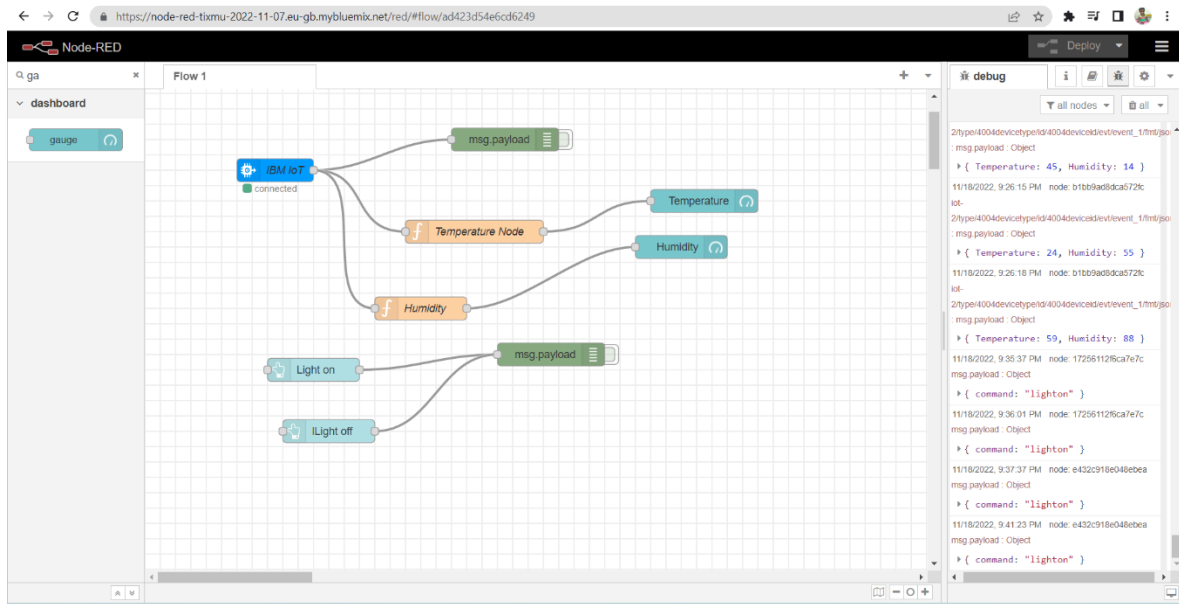 https://node-red-tixmu-2022-11-07.eu-gb.mybluemix.net/red/#flow/ad423d54e6cd6249
Node-RED
Deploy
ga
Flow 1
debug
i
dashboard
all nodes
all
gauge
msg.payload
IBM IoT
connected
Temperature
Temperature Node
Humidity
Humidity
msg.payload
Light on
ILight off
2/type/4004devicetype/id/4004deviceid/evt/event_1/fmt/jso
: msg.payload : Object
{ Temperature: 45, Humidity: 14 }
11/18/2022, 9:26:15 PM node: b1bb9ad8dca572fc
iot-
2/type/4004devicetype/id/4004deviceid/evt/event_1/fmt/jso
: msg.payload : Object
{ Temperature: 24, Humidity: 55 }
11/18/2022, 9:26:18 PM node: b1bb9ad8dca572fc
iot-
2/type/4004devicetype/id/4004deviceid/evt/event_1/fmt/jso
: msg.payload : Object
{ Temperature: 59, Humidity: 88 }
11/18/2022, 9:35:37 PM node: 17256112f6ca7e7c
msg.payload : Object
{ command: "lighton" }
11/18/2022, 9:36:01 PM node: 17256112f6ca7e7c
msg.payload : Object
{ command: "lighton" }
11/18/2022, 9:37:37 PM node: e432c918e048ebea
msg.payload : Object
{ command: "lighton" }
11/18/2022, 9:41:23 PM node: e432c918e048ebea
msg.payload : Object
{ command: "lighton" }